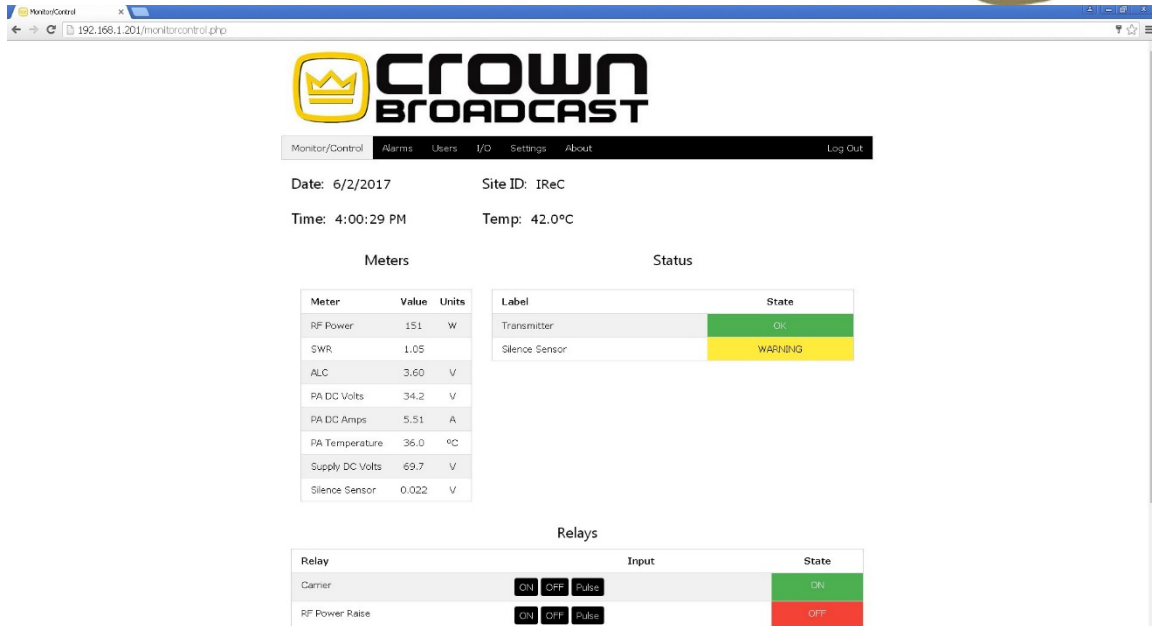 Monitor/Control
192.168.1.201/monitorcontrol.php
crown
BROADCAST
Monitor/Control Alarms Users I/O Settings About Log Out
Date: 6/2/2017 Site ID: IReC
Time: 4:00:29 PM Temp: 42.0°C
Meters Status
Meter Value Units Label State
RF Power 151 W Transmitter OK
SWR 1.05 Silence Sensor WARNING
ALC 3.60 V
PA DC Volts 34.2 V
PA DC Amps 5.51 A
PA Temperature 36.0 °C
Supply DC Volts 69.7 V
Silence Sensor 0.022 V
Relays
Relay Input State
Carrier ON OFF Pulse ON
RF Power Raise ON OFF Pulse OFF